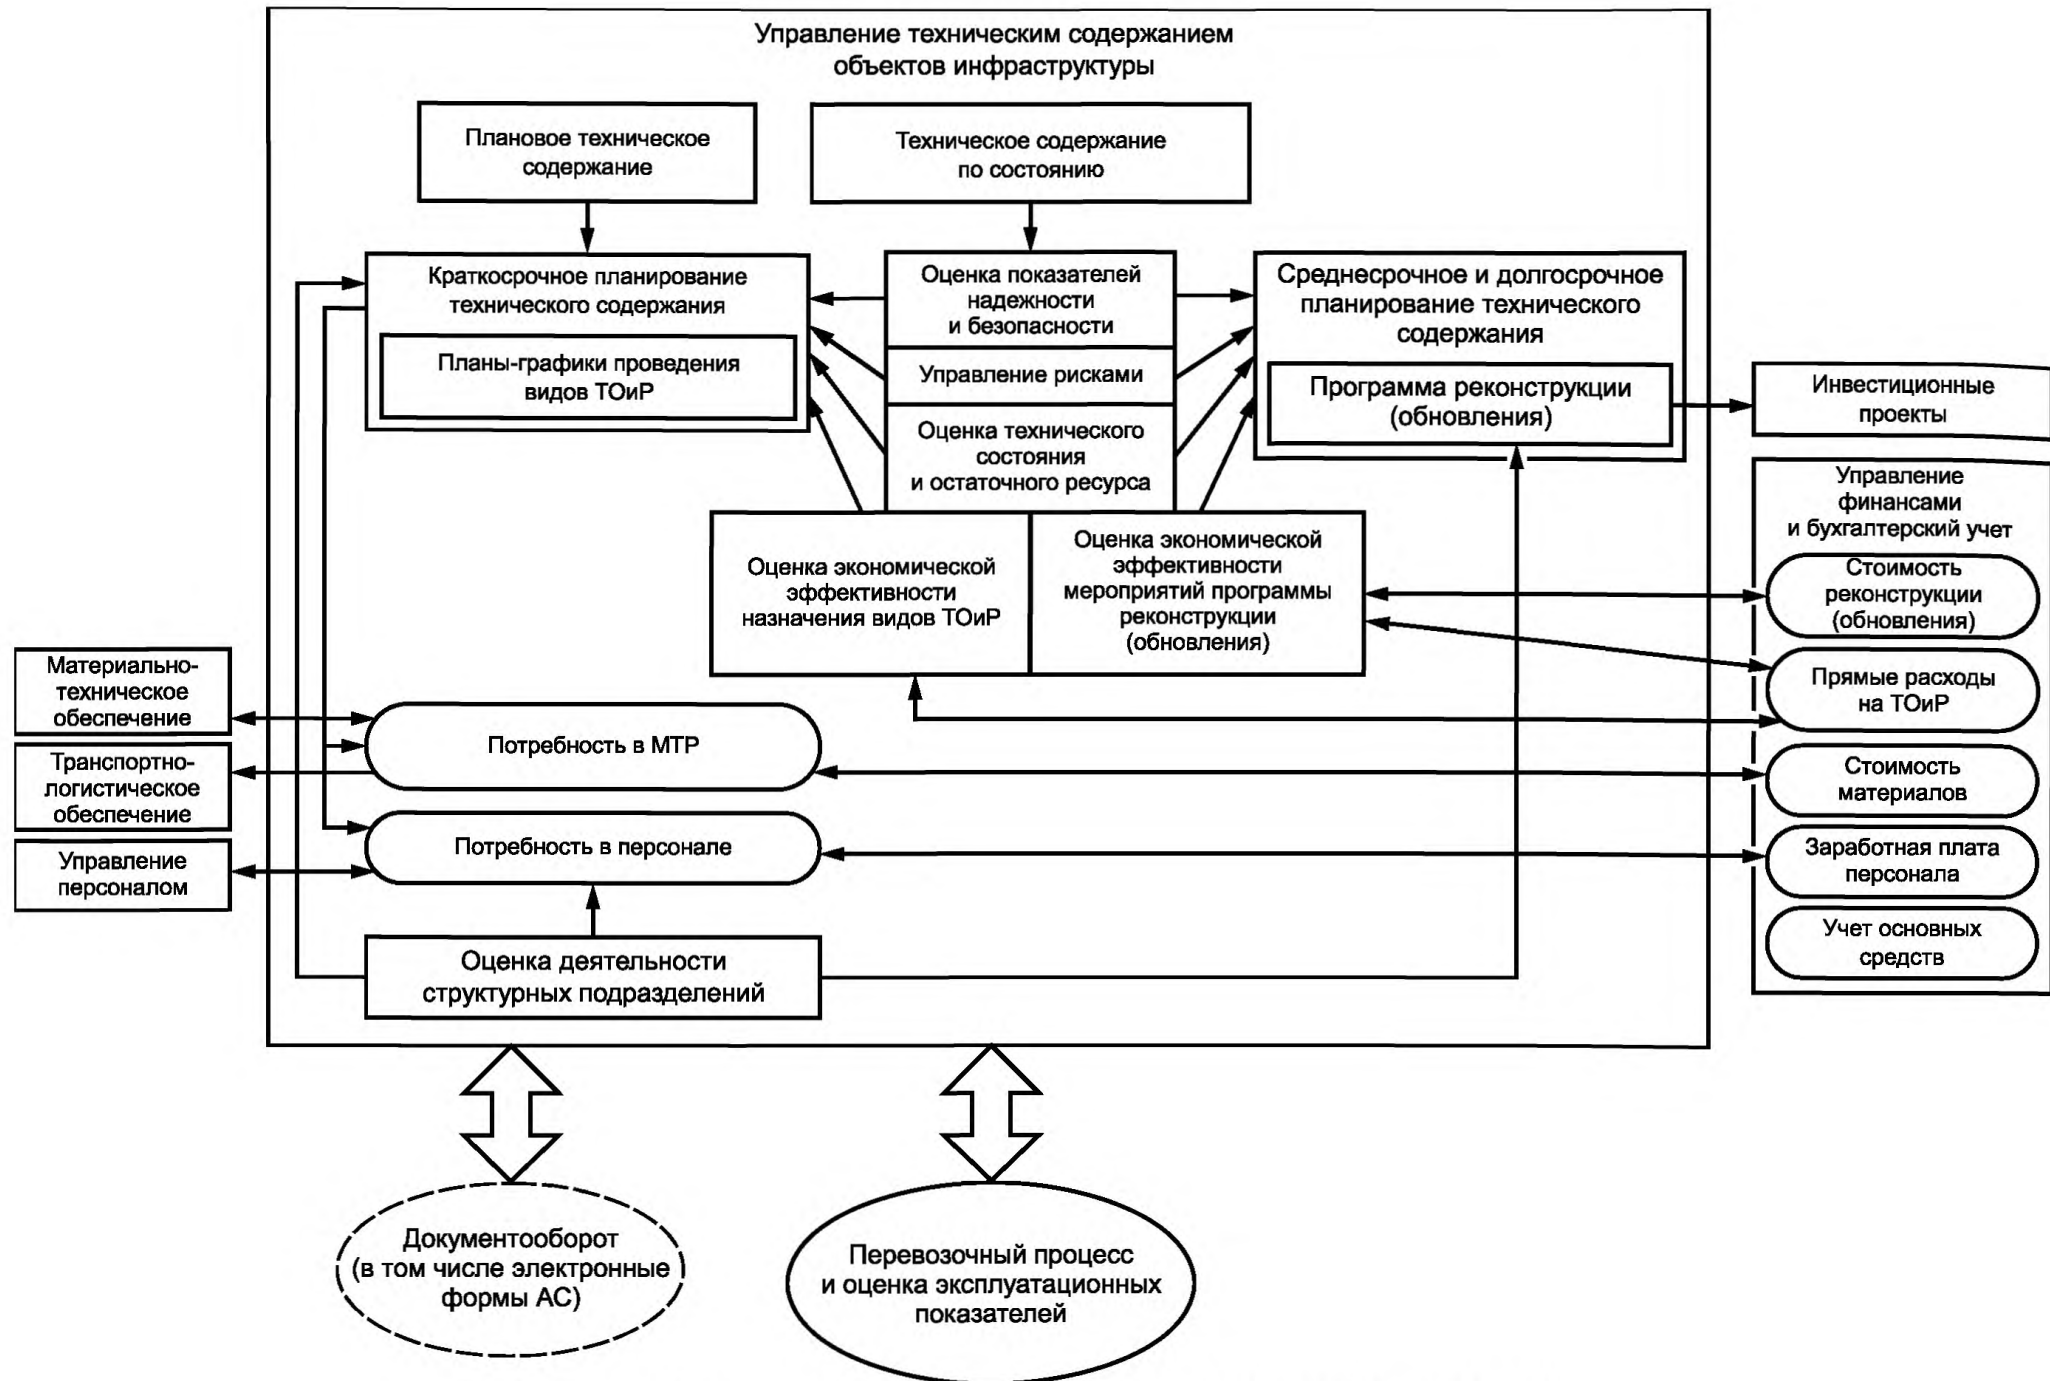 Управление техническим содержанием
объектов инфраструктуры
Плановое техническое
содержание
Техническое содержание
по состоянию
Краткосрочное планирование
технического содержания
Планы-графики проведения
видов ТОиР
Оценка показателей
надежности
и безопасности
Управление рисками
Оценка технического
состояния
и остаточного ресурса
Среднесрочное и долгосрочное
планирование технического
содержания
Программа реконструкции
(обновления)
Инвестиционные
проекты
Управление
финансами
и бухгалтерский учет
Стоимость
реконструкции
(обновления)
Прямые расходы
на ТОиР
Стоимость
материалов
Заработная плата
персонала
Учет основных
средств
Оценка экономической
эффективности
назначения видов ТОиР
Оценка экономической
эффективности
мероприятий программы
реконструкции
(обновления)
Материально-
техническое
обеспечение
Транспортно-
логистическое
обеспечение
Управление
персоналом
Потребность в МТР
Потребность в персонале
Оценка деятельности
структурных подразделений
Документооборот
(в том числе электронные
формы АС)
Перевозочный процесс
и оценка эксплуатационных
показателей